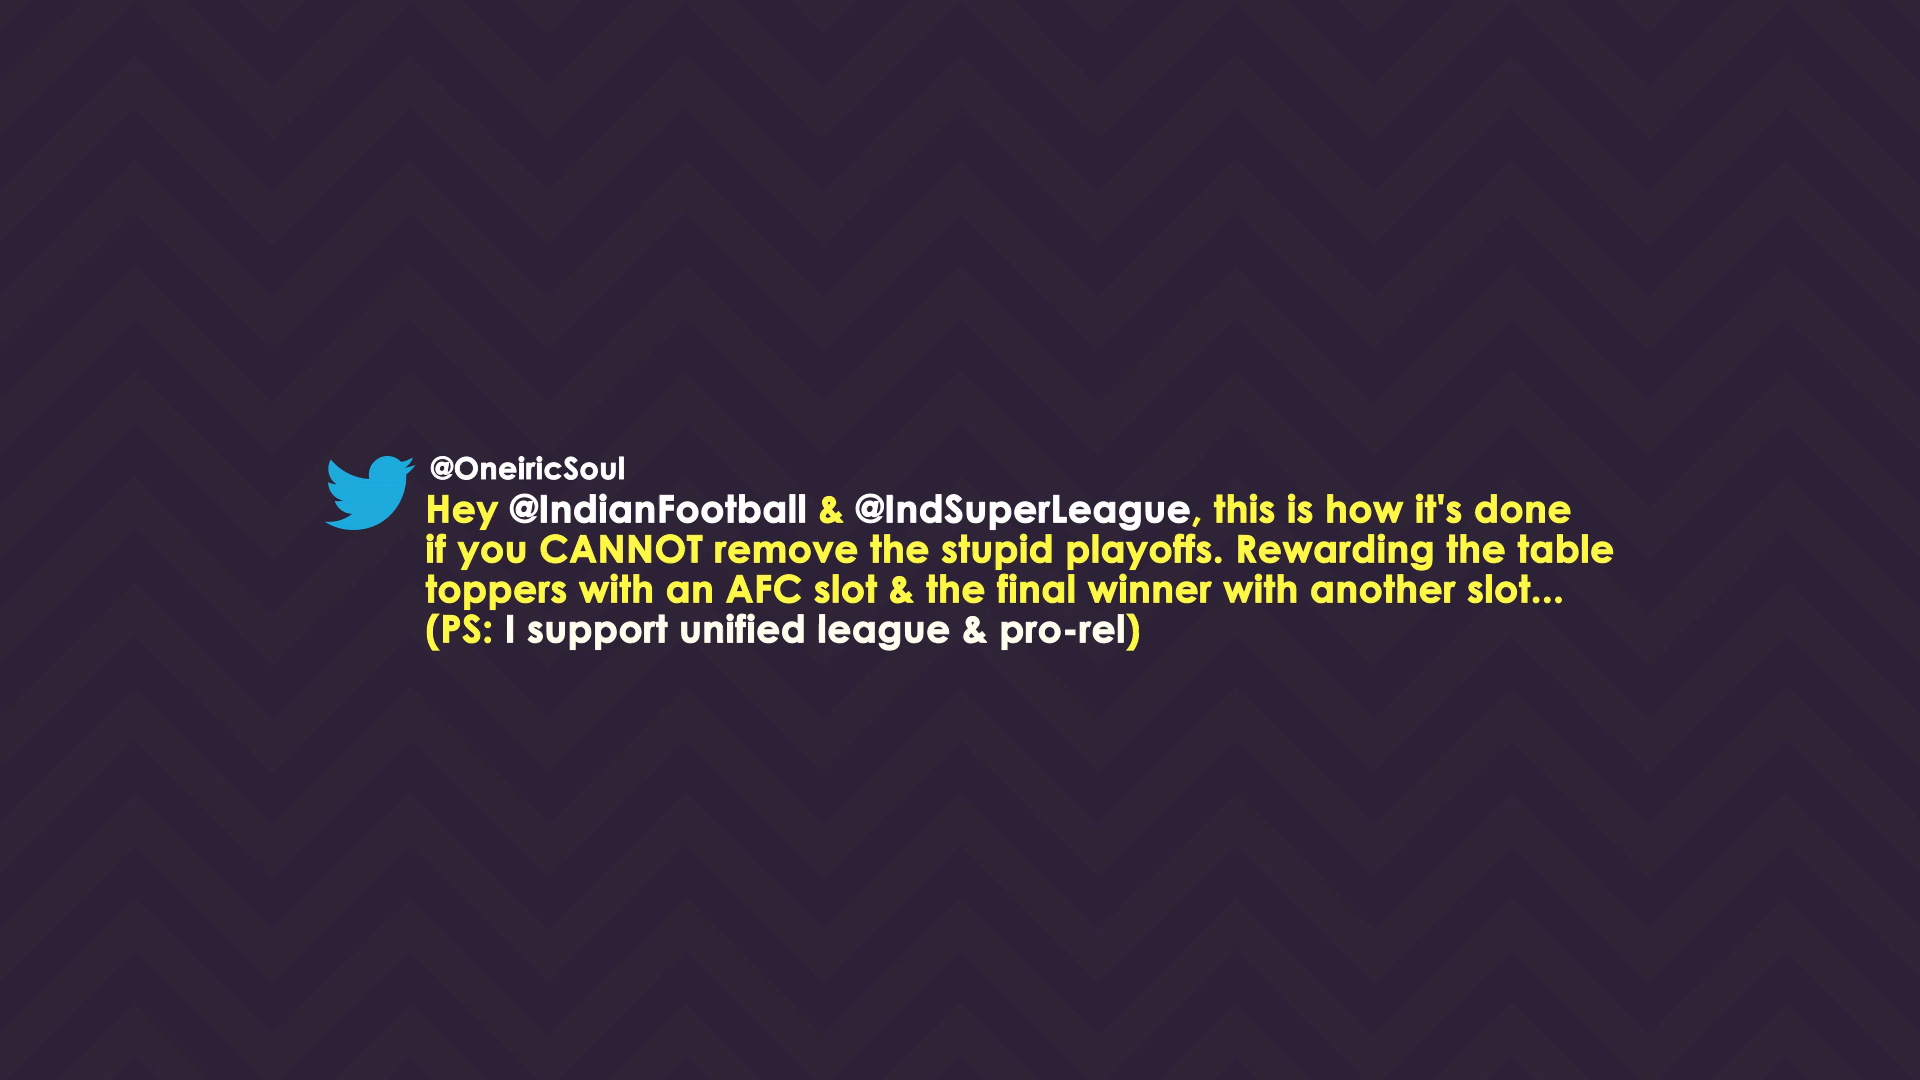 @OneiricSoul
Hey @IndianFootball & @IndSuperLeague, this is how it's done
if you CANNOT remove the stupid playoffs. Rewarding the table
toppers with an AFC slot & the final winner with another slot...
(PS: I support unified league & pro-rel)